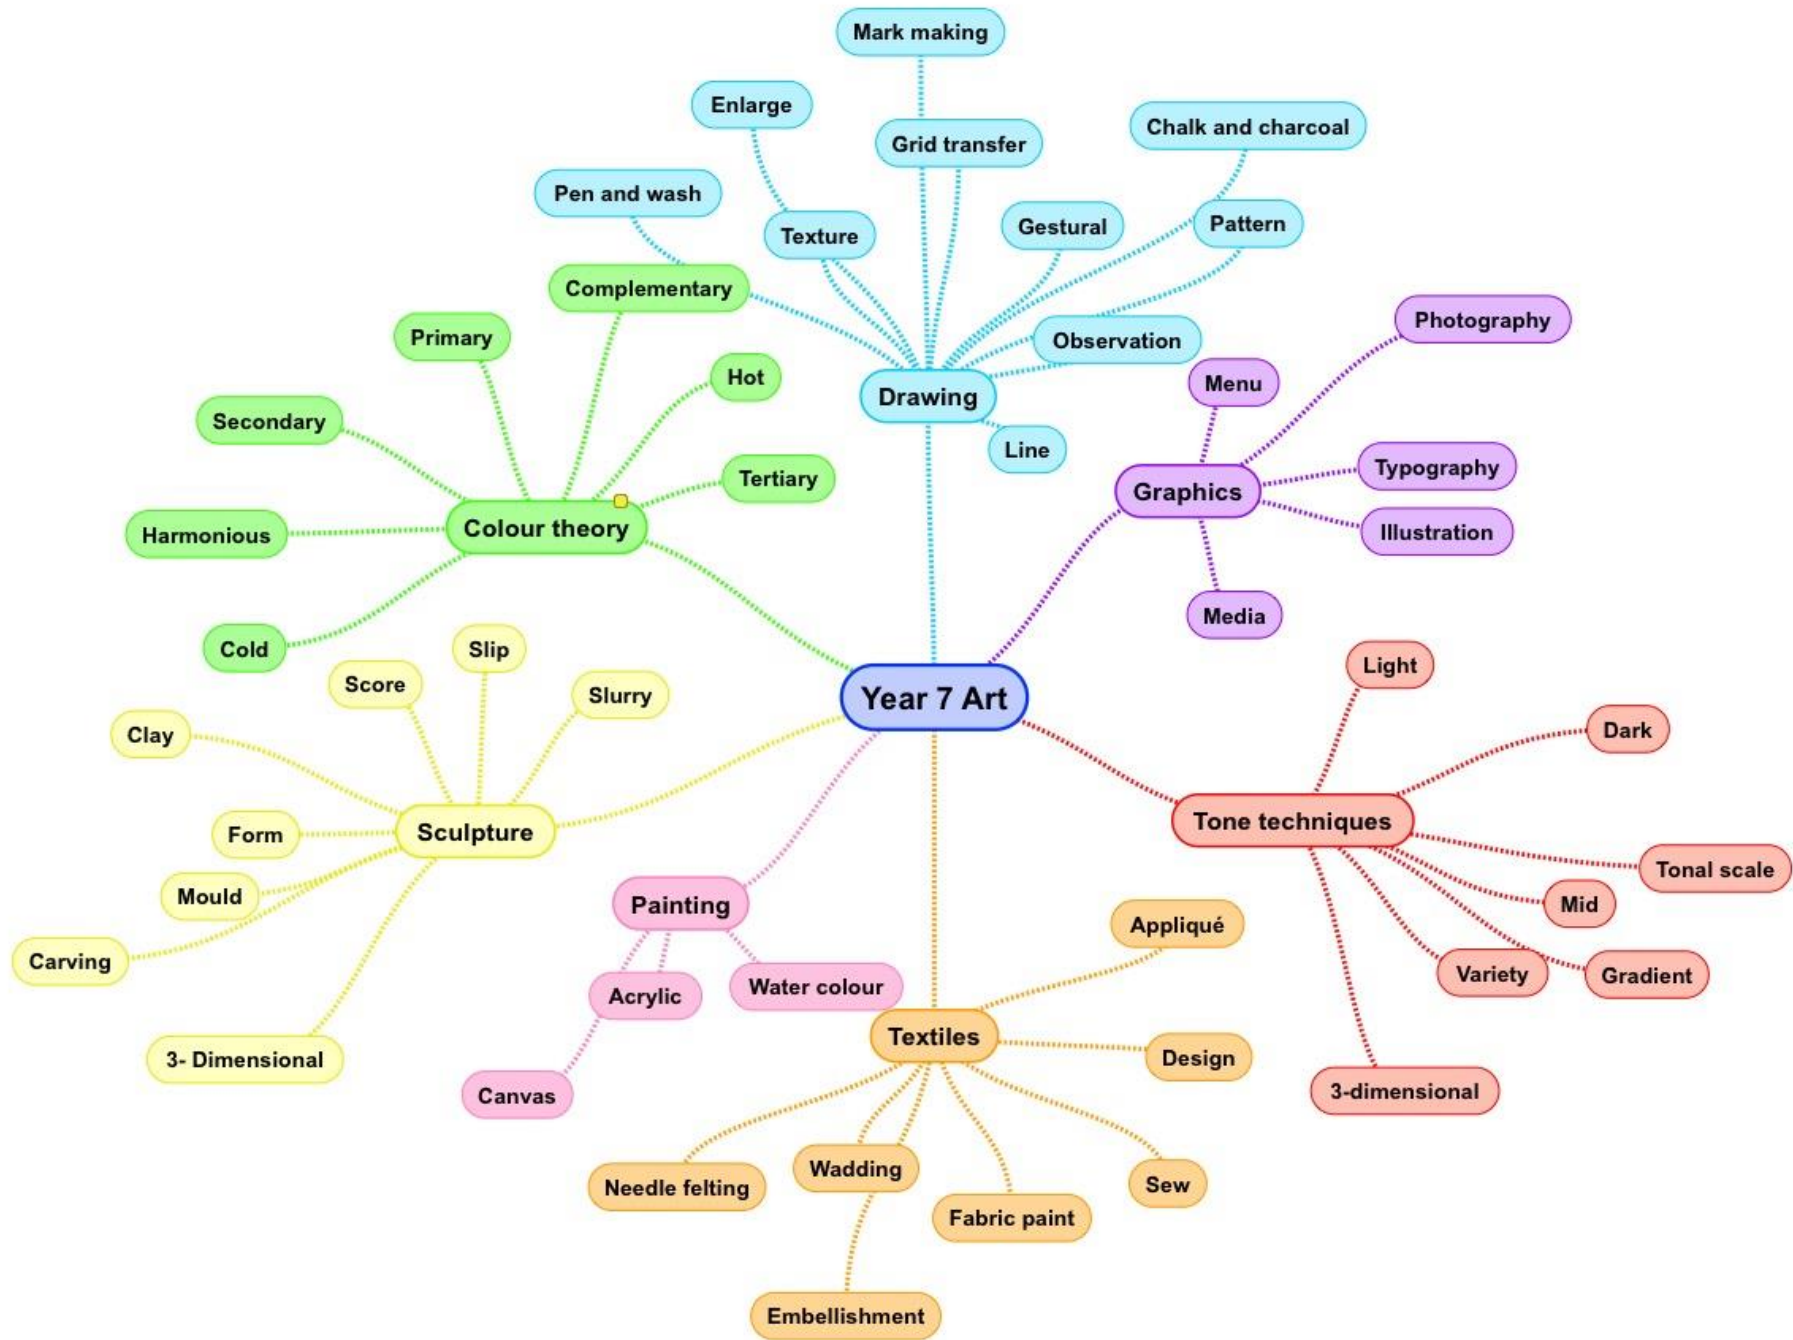 Mark making
Enlarge
Chalk and charcoal
Grid transfer
Pen and wash
Gestural
Pattern
Texture
Complementary
Photography
Primary
Observation
Hot
Menu
Drawing
Secondary
Line
Typography
Tertiary
Graphics
Colour theory
Illustration
Harmonious
Media
Cold
Slip
Light
Score
Slurry
Year 7 Art
Dark
Clay
Tone techniques
Sculpture
Form
Tonal scale
Mould
Painting
Mid
Appliqué
Carving
Variety
Gradient
Water colour
Acrylic
Textiles
Design
3- Dimensional
3-dimensional
Canvas
Wadding
Sew
Needle felting
Fabric paint
Embellishment